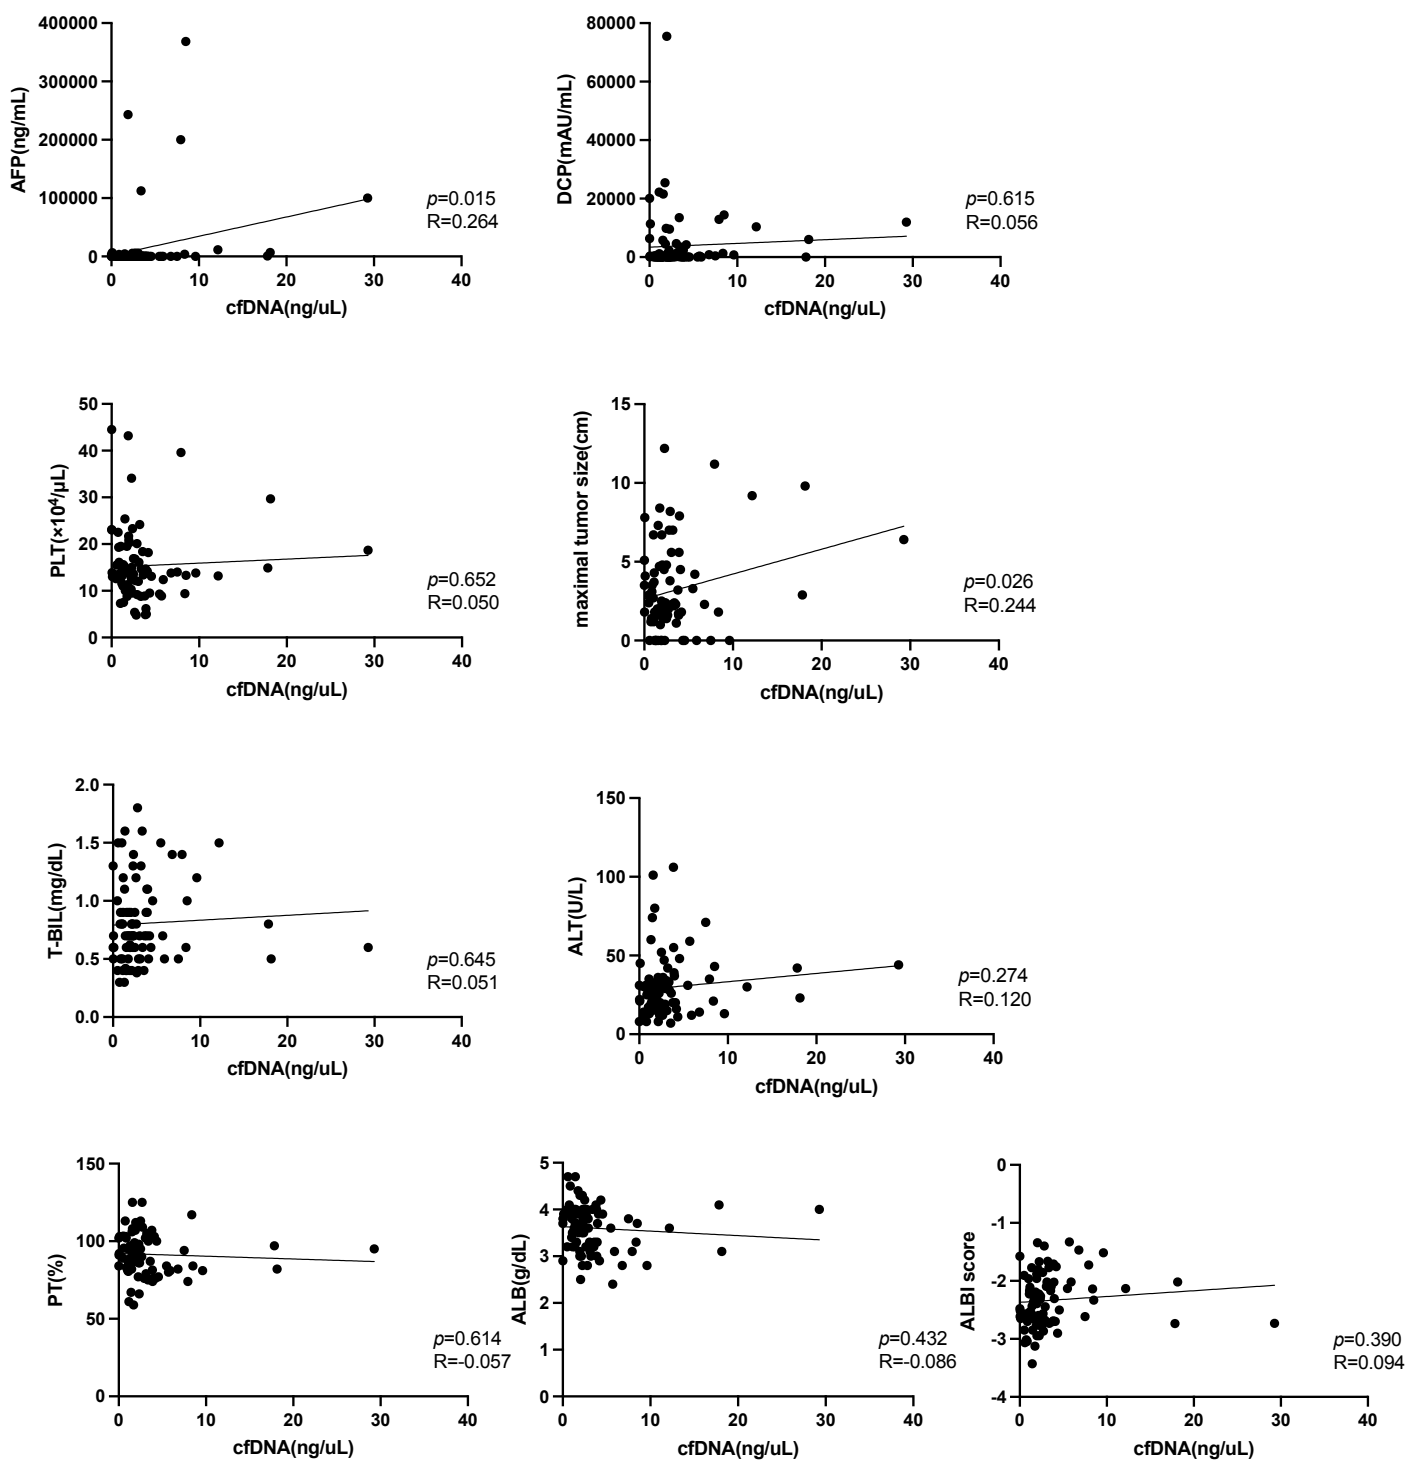 AFP(ng/mL)
400000
300000
200000
100000
0
0 10 20 30 40
cfDNA(ng/uL)
p=0.015
R=0.264
DCP(mAU/mL)
80000
60000
40000
20000
0
0 10 20 30 40
cfDNA(ng/uL)
p=0.615
R=0.056
PLT(×10⁴/μL)
50
40
30
20
10
0
0 10 20 30 40
cfDNA(ng/uL)
p=0.652
R=0.050
maximal tumor size(cm)
15
10
5
0
0 10 20 30 40
cfDNA(ng/uL)
p=0.026
R=0.244
T-BIL(mg/dL)
2.0
1.5
1.0
0.5
0.0
0 10 20 30 40
cfDNA(ng/uL)
p=0.645
R=0.051
ALT(U/L)
150
100
50
0
0 10 20 30 40
cfDNA(ng/uL)
p=0.274
R=0.120
PT(%)
150
100
50
0
0 10 20 30 40
cfDNA(ng/uL)
p=0.614
R=-0.057
ALB(g/dL)
5
4
3
2
1
0
0 10 20 30 40
cfDNA(ng/uL)
p=0.432
R=-0.086
ALBI score
0
-1
-2
-3
-4
0 10 20 30 40
cfDNA(ng/uL)
p=0.390
R=0.094